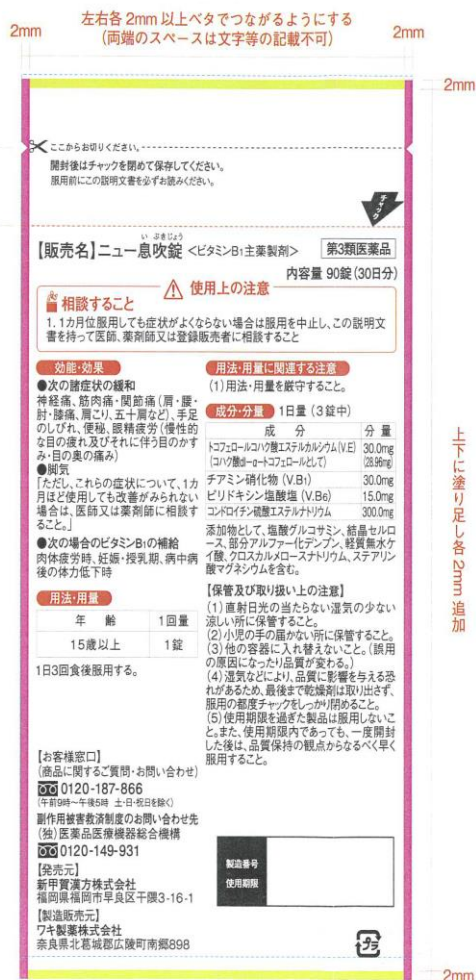 左右各2mm以上ベタでつながるようにする
(両端のスペースは文字等の記載不可)
2mm
2mm
2mm
ここからお切りください。
開封後はチャックを閉めて保存してください。
服用前にこの説明文書を必ずお読みください。
チャック
い ぶきじょう
【販売名】ニュー息吹錠 <ビタミンB₁主薬製剤> 第3類医薬品
内容量 90錠(30日分)
使用上の注意
相談すること
1. 1カ月位服用しても症状がよくならない場合は服用を中止し、この説明文
書を持って医師、薬剤師又は登録販売者に相談すること
効能・効果
●次の諸症状の緩和
神経痛、筋肉痛・関節痛(肩・腰・
肘・膝痛、肩こり、五十肩など)、手足
のしびれ、便秘、眼精疲労(慢性的
な目の疲れ及びそれに伴う目のかす
み・目の奥の痛み)
●脚気
「ただし、これらの症状について、1カ
月ほど使用しても改善がみられない
場合は、医師又は薬剤師に相談す
ること。」
●次の場合のビタミンB₁の補給
肉体疲労時、妊娠・授乳期、病中病
後の体力低下時
用法・用量
年 齢 1回量
15歳以上 1錠
1日3回食後服用する。
用法・用量に関連する注意
(1)用法・用量を厳守すること。
成分・分量 1日量(3錠中)
成 分 分 量
トコフェロールコハク酸エステルカルシウム(V.E) 30.0mg
(コハク酸dl-α-トコフェロールとして) (28.96mg)
チアミン硝化物(V.B₁) 30.0mg
ピリドキシン塩酸塩(V.B₆) 15.0mg
コンドロイチン硫酸エステルナトリウム 300.0mg
添加物として、塩酸グルコサミン、結晶セルロ
ース、部分アルファー化デンプン、軽質無水ケ
イ酸、クロスカルメロースナトリウム、ステアリン
酸マグネシウムを含む。
【保管及び取り扱い上の注意】
(1)直射日光の当たらない湿気の少ない
涼しい所に保管すること。
(2)小児の手の届かない所に保管すること。
(3)他の容器に入れ替えないこと。(誤用
の原因になったり品質が変わる。)
(4)湿気などにより、品質に影響を与える恐
れがあるため、最後まで乾燥剤は取り出さず、
服用の都度チャックをしっかり閉めること。
(5)使用期限を過ぎた製品は服用しないこ
と。また、使用期限内であっても、一度開封
した後は、品質保持の観点からなるべく早く
服用すること。
【お客様窓口】
(商品に関するご質問・お問い合わせ)
0120-187-866
(午前9時~午後5時 土・日・祝日を除く)
副作用被害救済制度のお問い合わせ先
(独)医薬品医療機器総合機構
0120-149-931
【発売元】
新甲賀漢方株式会社
福岡県福岡市早良区干隈3-16-1
【製造販売元】
ワキ製薬株式会社
奈良県北葛城郡広陵町南郷898
製造番号
使用期限
プラ
上下に塗り足し各2mm追加
2mm